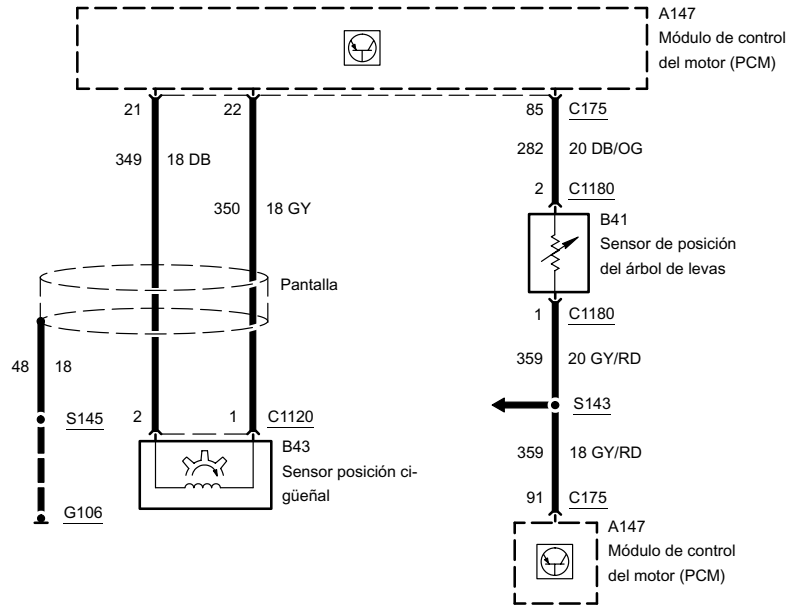 A147
Módulo de control
del motor (PCM)
21
22
85
C175
349
18 DB
282
20 DB/OG
350
18 GY
2
C1180
B41
Sensor de posición
del árbol de levas
Pantalla
1
C1180
48
18
359
20 GY/RD
S145
2
1
C1120
S143
B43
Sensor posición ci-
güeñal
359
18 GY/RD
91
C175
G106
A147
Módulo de control
del motor (PCM)